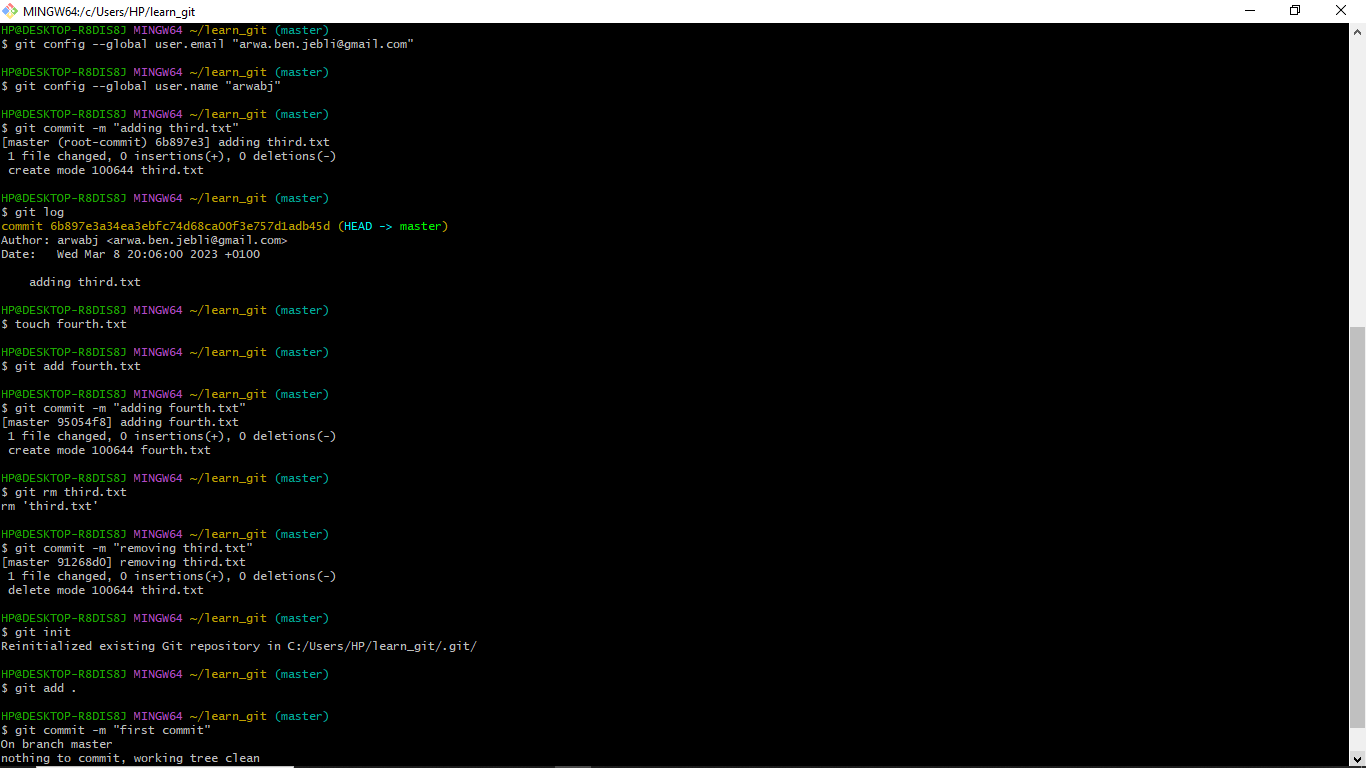 MINGW64:/c/Users/HP/learn_git
HP@DESKTOP-R8DIS8J MINGW64 ~/learn_git (master)
$ git config --global user.email "arwa.ben.jebli@gmail.com"
HP@DESKTOP-R8DIS8J MINGW64 ~/learn_git (master)
$ git config --global user.name "arwabj"
HP@DESKTOP-R8DIS8J MINGW64 ~/learn_git (master)
$ git commit -m "adding third.txt"
[master (root-commit) 6b897e3] adding third.txt
 1 file changed, 0 insertions(+), 0 deletions(-)
 create mode 100644 third.txt
HP@DESKTOP-R8DIS8J MINGW64 ~/learn_git (master)
$ git log
commit 6b897e3a34ea3ebfc74d68ca00f3e757d1adb45d (HEAD -> master)
Author: arwabj <arwa.ben.jebli@gmail.com>
Date:   Wed Mar 8 20:06:00 2023 +0100
    adding third.txt
HP@DESKTOP-R8DIS8J MINGW64 ~/learn_git (master)
$ touch fourth.txt
HP@DESKTOP-R8DIS8J MINGW64 ~/learn_git (master)
$ git add fourth.txt
HP@DESKTOP-R8DIS8J MINGW64 ~/learn_git (master)
$ git commit -m "adding fourth.txt"
[master 95054f8] adding fourth.txt
 1 file changed, 0 insertions(+), 0 deletions(-)
 create mode 100644 fourth.txt
HP@DESKTOP-R8DIS8J MINGW64 ~/learn_git (master)
$ git rm third.txt
rm 'third.txt'
HP@DESKTOP-R8DIS8J MINGW64 ~/learn_git (master)
$ git commit -m "removing third.txt"
[master 91268d0] removing third.txt
 1 file changed, 0 insertions(+), 0 deletions(-)
 delete mode 100644 third.txt
HP@DESKTOP-R8DIS8J MINGW64 ~/learn_git (master)
$ git init
Reinitialized existing Git repository in C:/Users/HP/learn_git/.git/
HP@DESKTOP-R8DIS8J MINGW64 ~/learn_git (master)
$ git add .
HP@DESKTOP-R8DIS8J MINGW64 ~/learn_git (master)
$ git commit -m "first commit"
On branch master
nothing to commit, working tree clean